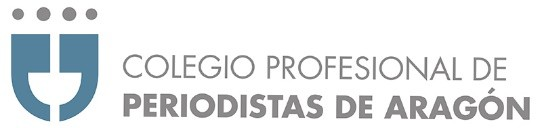 COLEGIO PROFESIONAL DE
PERIODISTAS DE ARAGÓN